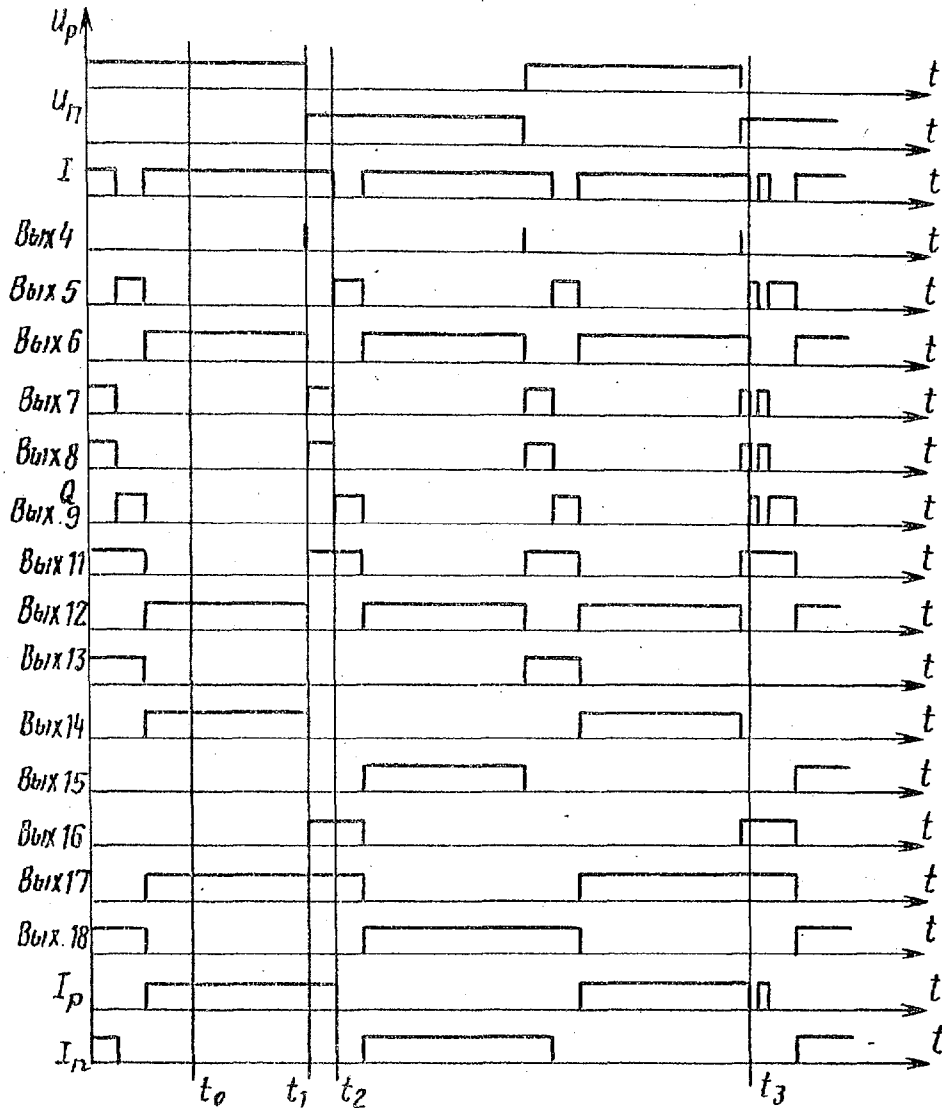 Uр
t
Uп
t
I
t
Вых 4
t
Вых 5
t
Вых 6
t
Вых 7
t
Вых 8
t
Q
Вых. 9
t
Вых 11
t
Вых 12
t
Вых 13
t
Вых 14
t
Вых 15
t
Вых 16
t
Вых 17
t
Вых. 18
t
Iр
t
Iп
t
t₀
t₁
t₂
t₃